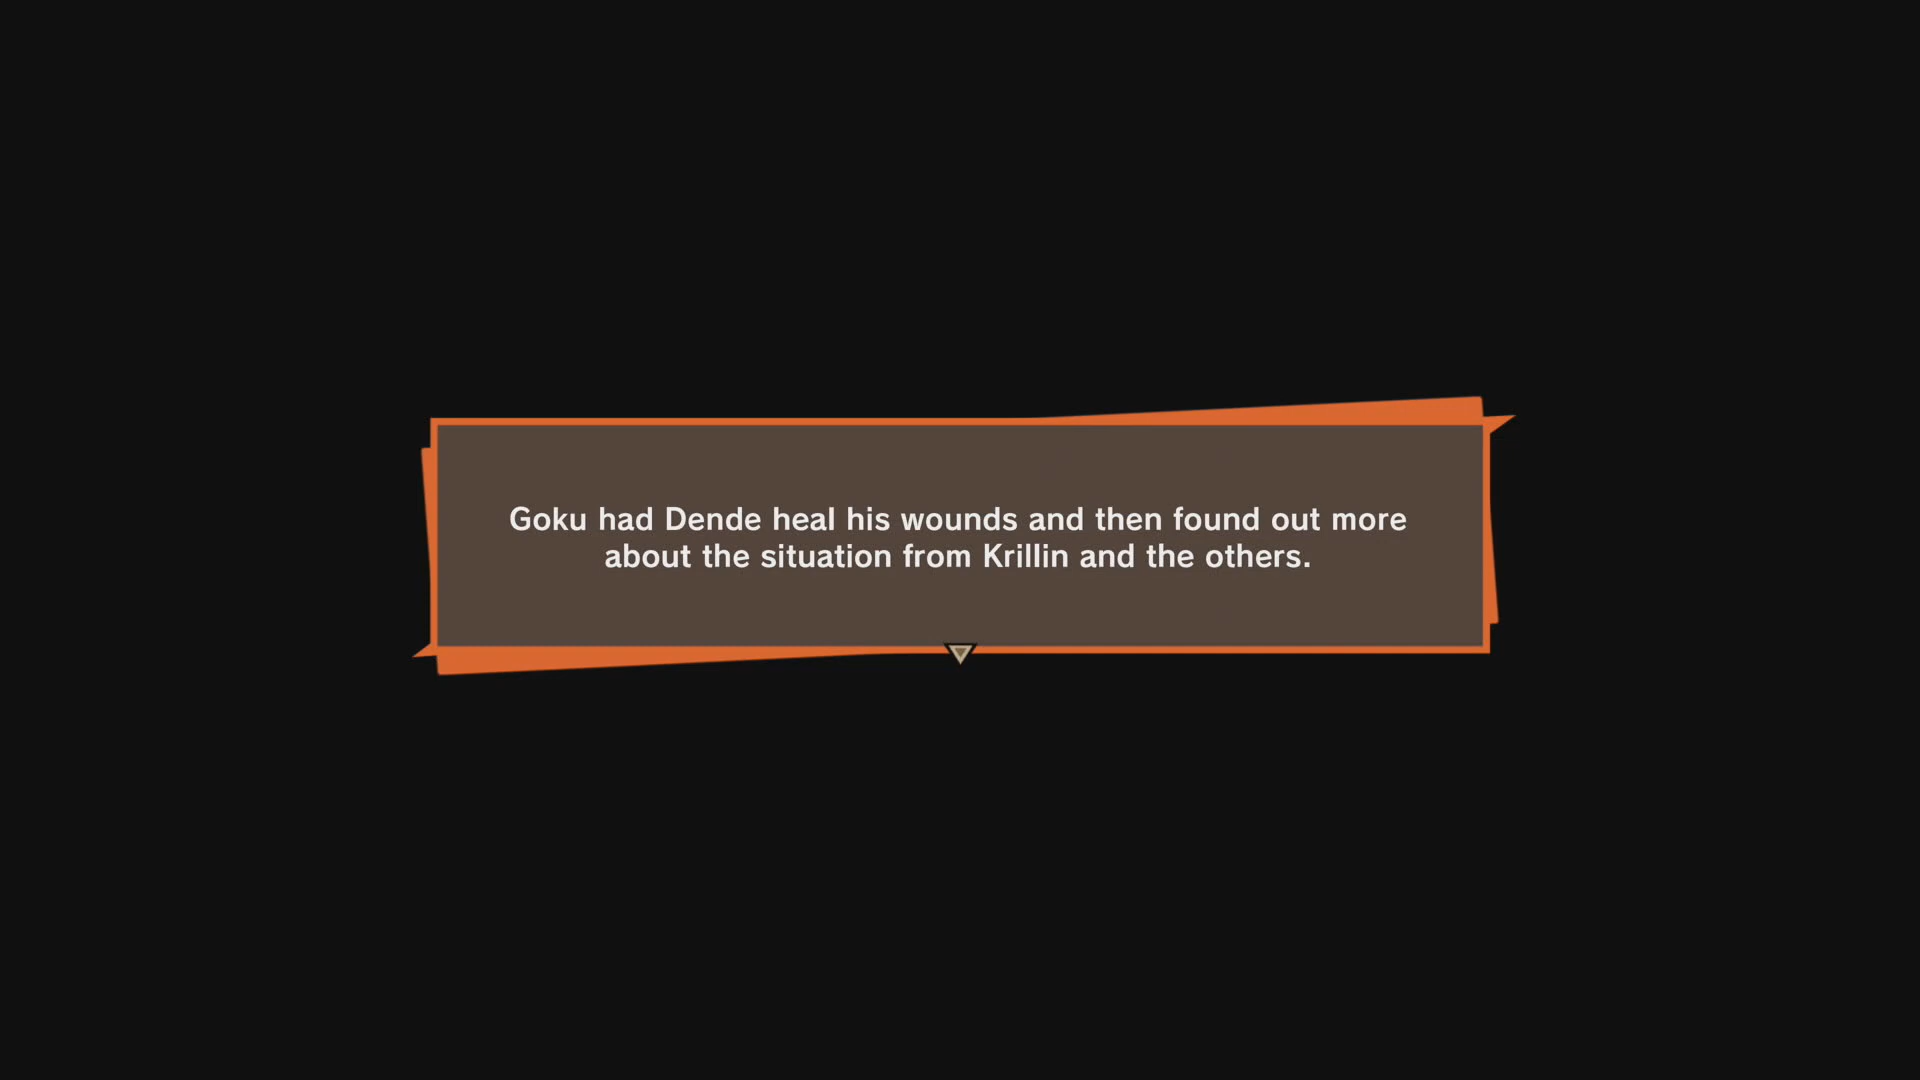 Goku had Dende heal his wounds and then found out more
about the situation from Krillin and the others.